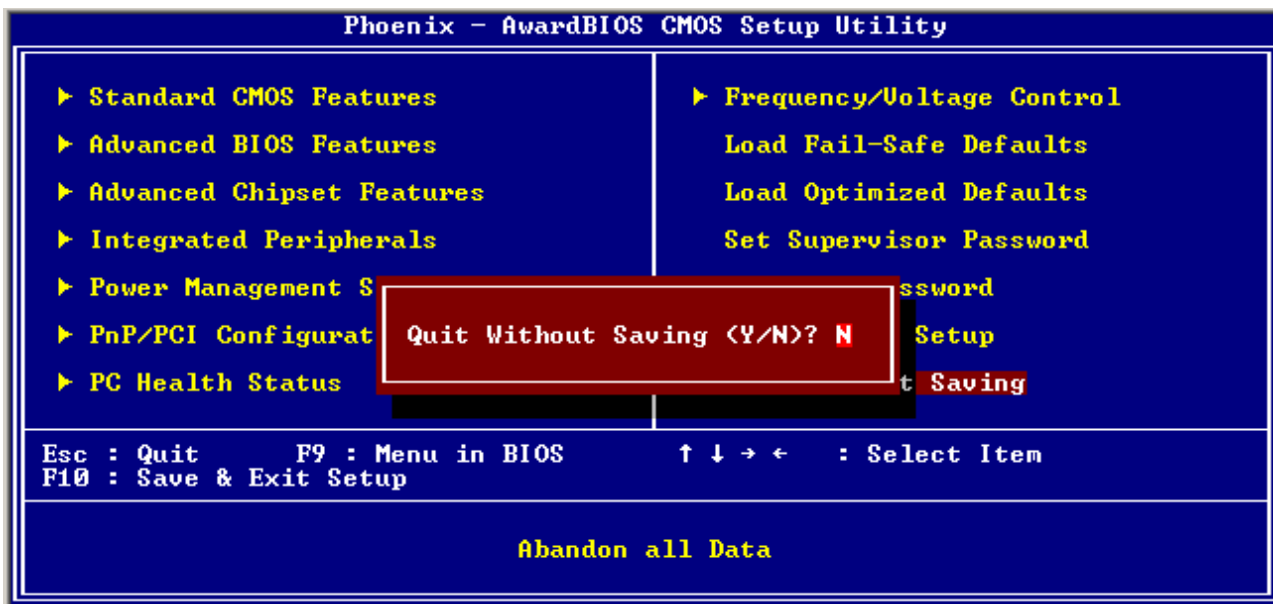 Phoenix - AwardBIOS CMOS Setup Utility
Standard CMOS Features
Advanced BIOS Features
Advanced Chipset Features
Integrated Peripherals
Power Management S
PnP/PCI Configurat
PC Health Status
Frequency/Voltage Control
Load Fail-Safe Defaults
Load Optimized Defaults
Set Supervisor Password
ssword
Setup
t Saving
Quit Without Saving (Y/N)? N
Esc : Quit F9 : Menu in BIOS ↑ ↓ → ← : Select Item
F10 : Save & Exit Setup
Abandon all Data